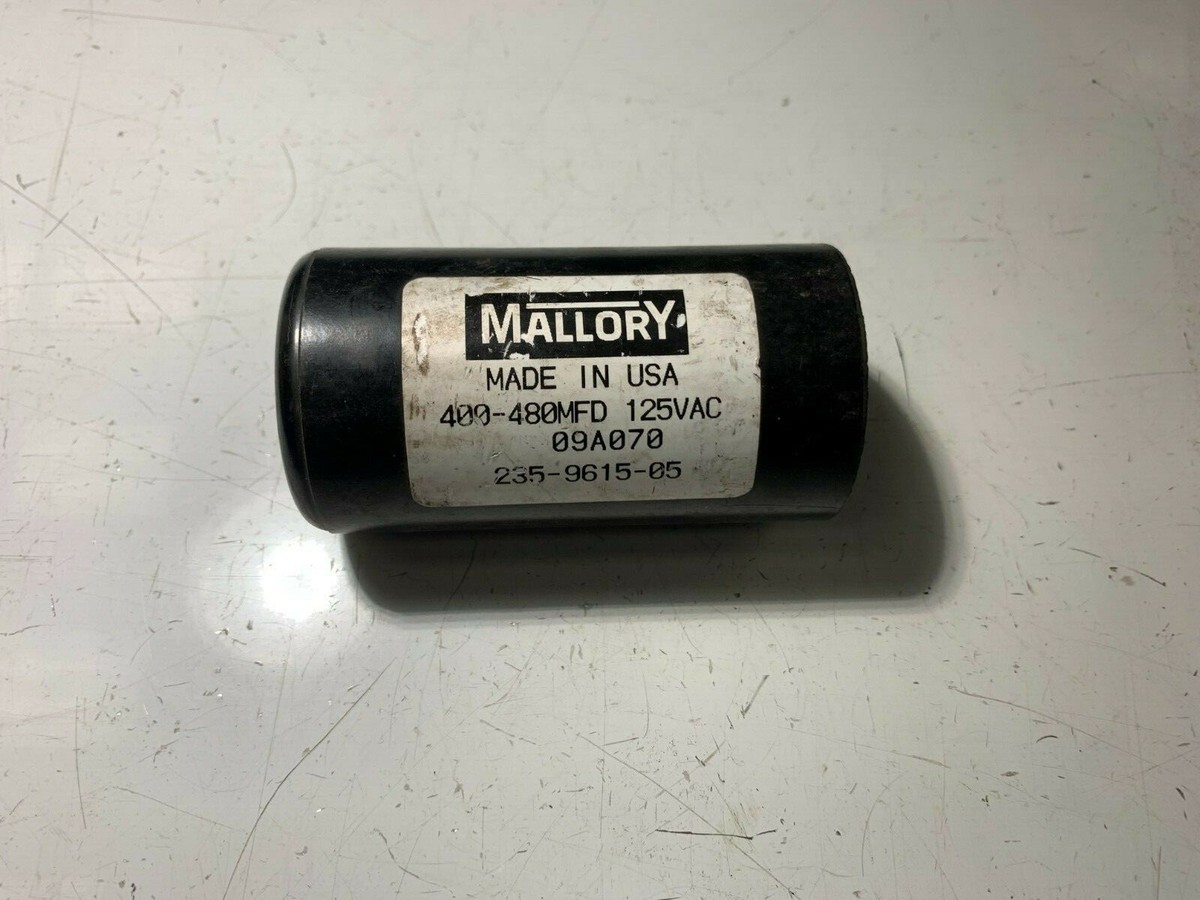 MALLORY
MADE IN USA
400-480MFD 125VAC
09A070
235-9615-05